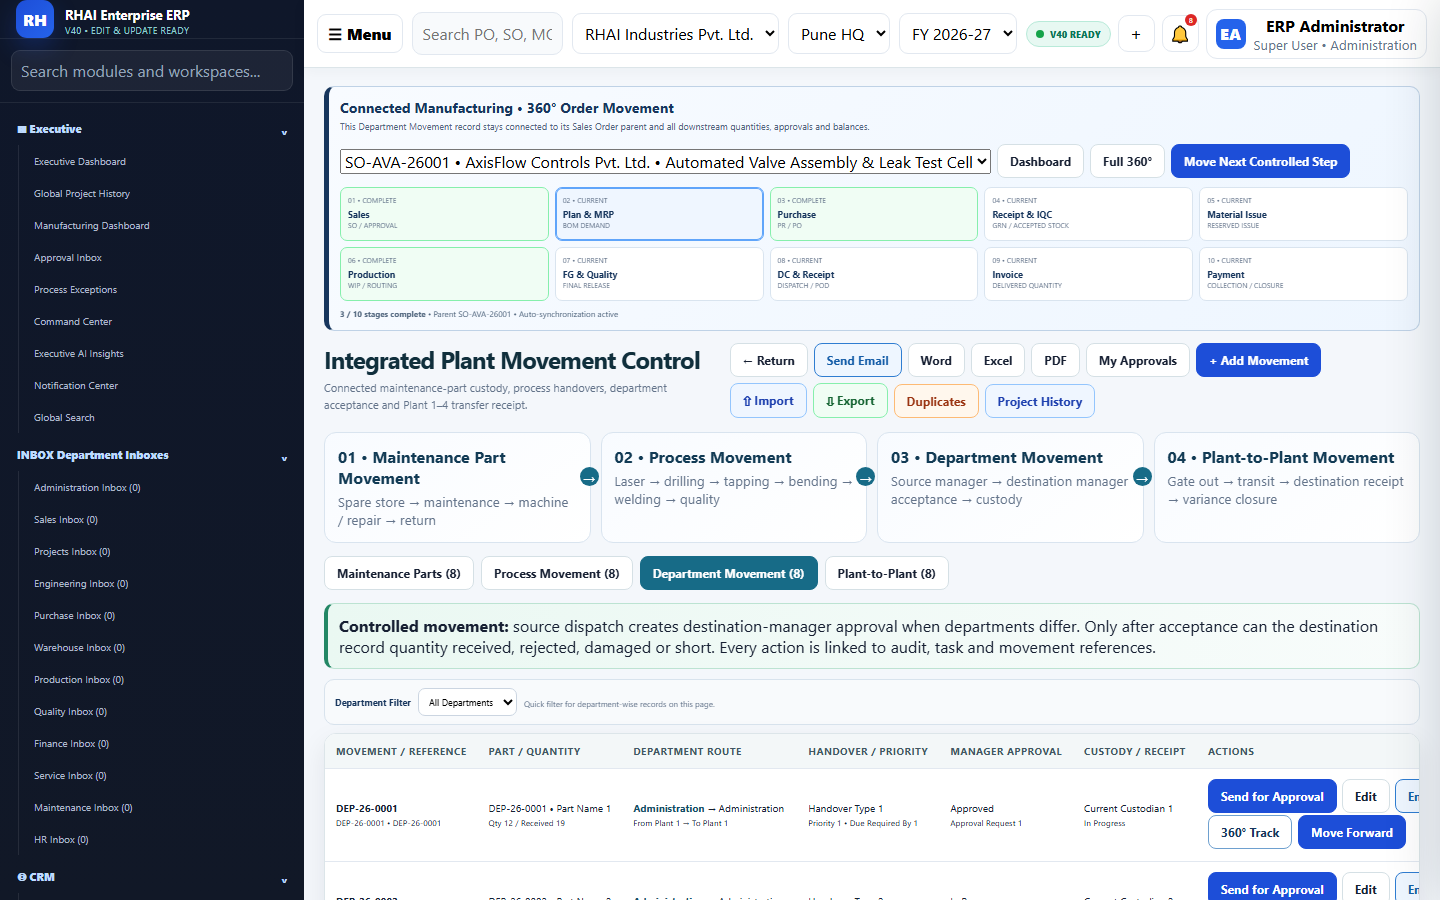 RH
RHAI Enterprise ERP
V40 • EDIT & UPDATE READY
Search modules and workspaces...
Executive
Executive Dashboard
Global Project History
Manufacturing Dashboard
Approval Inbox
Process Exceptions
Command Center
Executive AI Insights
Notification Center
Global Search
INBOX Department Inboxes
Administration Inbox (0)
Sales Inbox (0)
Projects Inbox (0)
Engineering Inbox (0)
Purchase Inbox (0)
Warehouse Inbox (0)
Production Inbox (0)
Quality Inbox (0)
Finance Inbox (0)
Service Inbox (0)
Maintenance Inbox (0)
HR Inbox (0)
CRM
☰ Menu
Search PO, SO, MC
RHAI Industries Pvt. Ltd.
Pune HQ
FY 2026-27
V40 READY
+
8
EA
ERP Administrator
Super User • Administration
Connected Manufacturing • 360° Order Movement
This Department Movement record stays connected to its Sales Order parent and all downstream quantities, approvals and balances.
SO-AVA-26001 • AxisFlow Controls Pvt. Ltd. • Automated Valve Assembly & Leak Test Cell
Dashboard
Full 360°
Move Next Controlled Step
01 • COMPLETE
Sales
SO / APPROVAL
02 • CURRENT
Plan & MRP
BOM DEMAND
03 • COMPLETE
Purchase
PR / PO
04 • CURRENT
Receipt & IQC
GRN / ACCEPTED STOCK
05 • CURRENT
Material Issue
RESERVED ISSUE
06 • COMPLETE
Production
WIP / ROUTING
07 • CURRENT
FG & Quality
FINAL RELEASE
08 • CURRENT
DC & Receipt
DISPATCH / POD
09 • CURRENT
Invoice
DELIVERED QUANTITY
10 • CURRENT
Payment
COLLECTION / CLOSURE
3 / 10 stages complete • Parent SO-AVA-26001 • Auto-synchronization active
Integrated Plant Movement Control
Connected maintenance-part custody, process handovers, department
acceptance and Plant 1–4 transfer receipt.
← Return
Send Email
Word
Excel
PDF
My Approvals
+ Add Movement
⇧ Import
⇩ Export
Duplicates
Project History
01 • Maintenance Part
Movement
Spare store → maintenance → machine
/ repair → return
→
02 • Process Movement
Laser → drilling → tapping → bending →
welding → quality
→
03 • Department Movement
Source manager → destination manager
acceptance → custody
→
04 • Plant-to-Plant Movement
Gate out → transit → destination receipt
→ variance closure
Maintenance Parts (8)
Process Movement (8)
Department Movement (8)
Plant-to-Plant (8)
Controlled movement: source dispatch creates destination-manager approval when departments differ. Only after acceptance can the destination
record quantity received, rejected, damaged or short. Every action is linked to audit, task and movement references.
Department Filter
All Departments
Quick filter for department-wise records on this page.
MOVEMENT / REFERENCE
PART / QUANTITY
DEPARTMENT ROUTE
HANDOVER / PRIORITY
MANAGER APPROVAL
CUSTODY / RECEIPT
ACTIONS
DEP-26-0001
DEP-26-0001 • DEP-26-0001
DEP-26-0001 • Part Name 1
Qty 12 / Received 19
Administration → Administration
From Plant 1 → To Plant 1
Handover Type 1
Priority 1 • Due Required By 1
Approved
Approval Request 1
Current Custodian 1
In Progress
Send for Approval
Edit
360° Track
Move Forward
Send for Approval
Edit